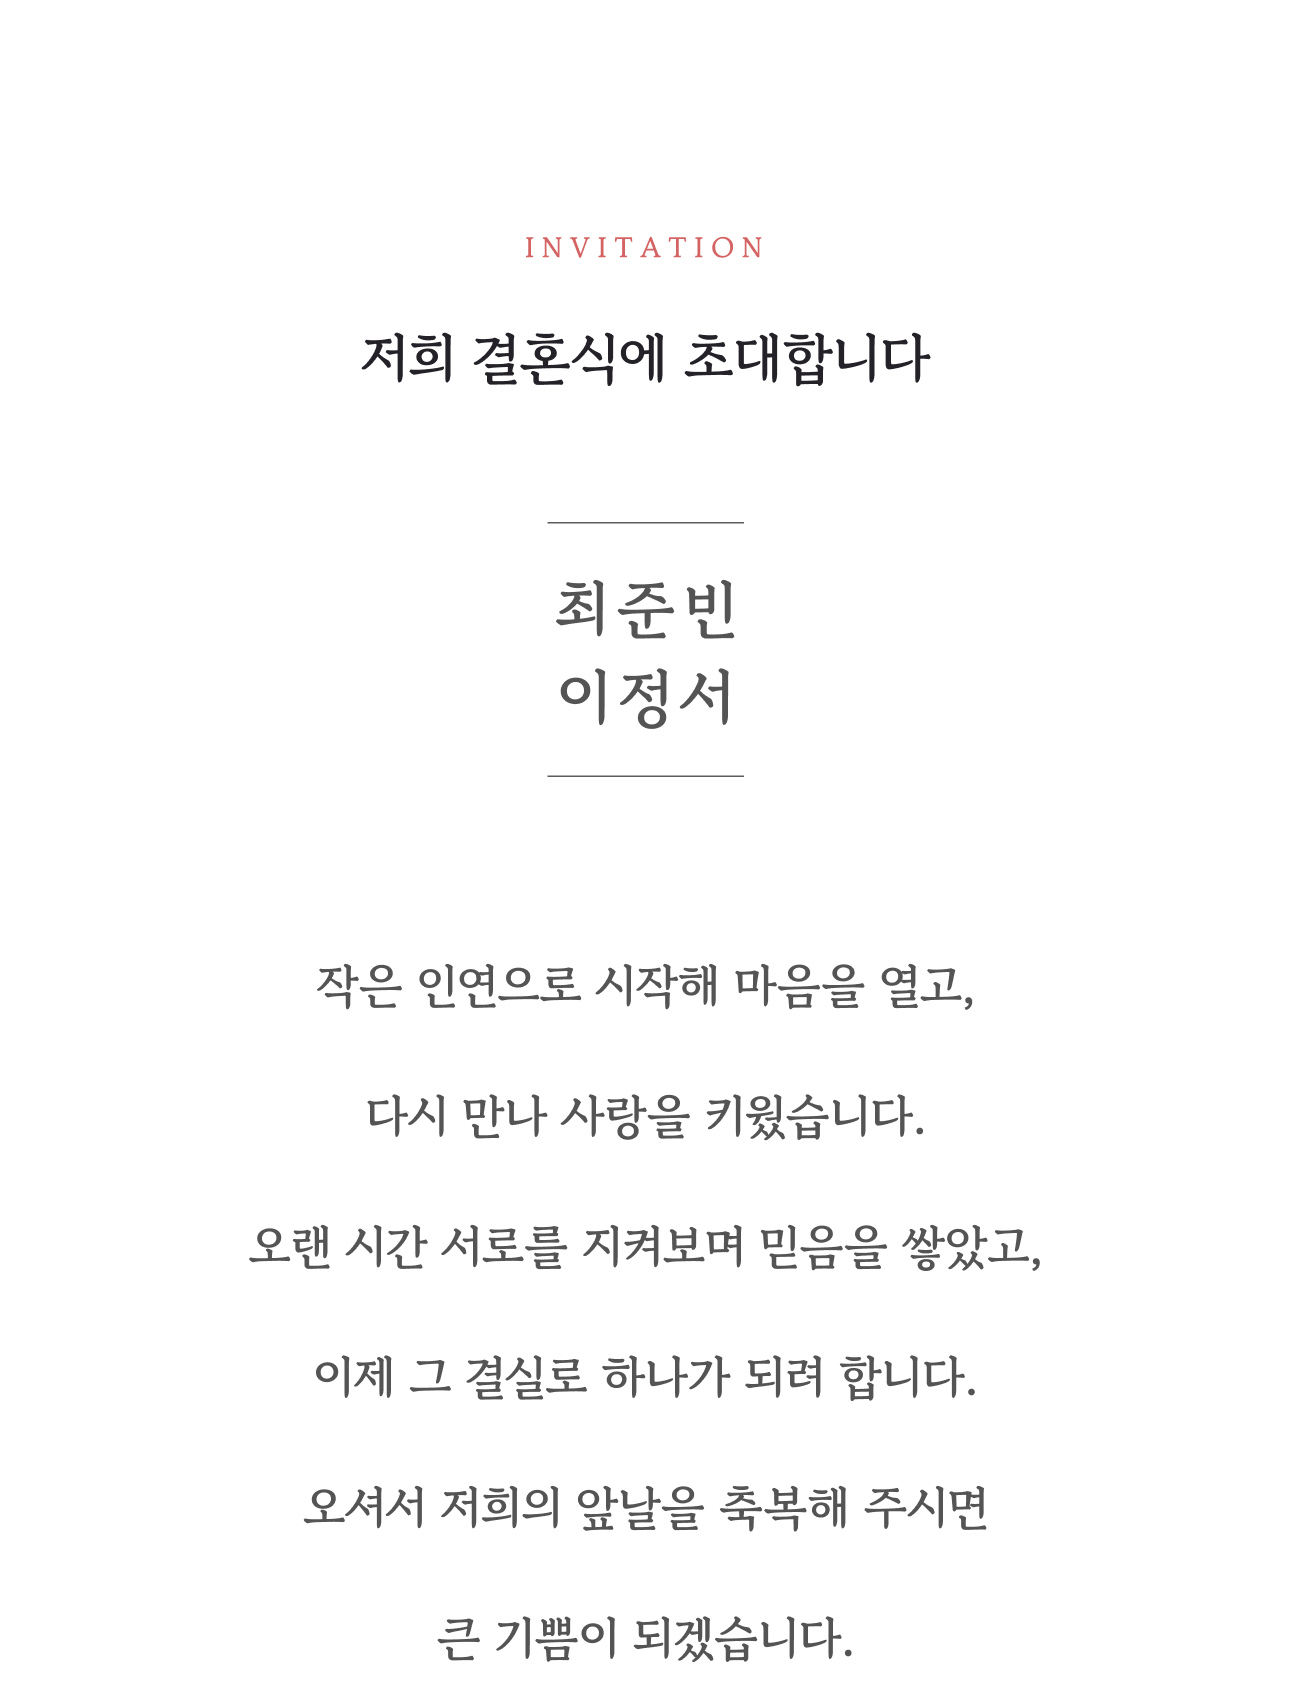 INVITATION
저희 결혼식에 초대합니다
최준빈
이정서
작은 인연으로 시작해 마음을 열고,
다시 만나 사랑을 키웠습니다.
오랜 시간 서로를 지켜보며 믿음을 쌓았고,
이제 그 결실로 하나가 되려 합니다.
오셔서 저희의 앞날을 축복해 주시면
큰 기쁨이 되겠습니다.